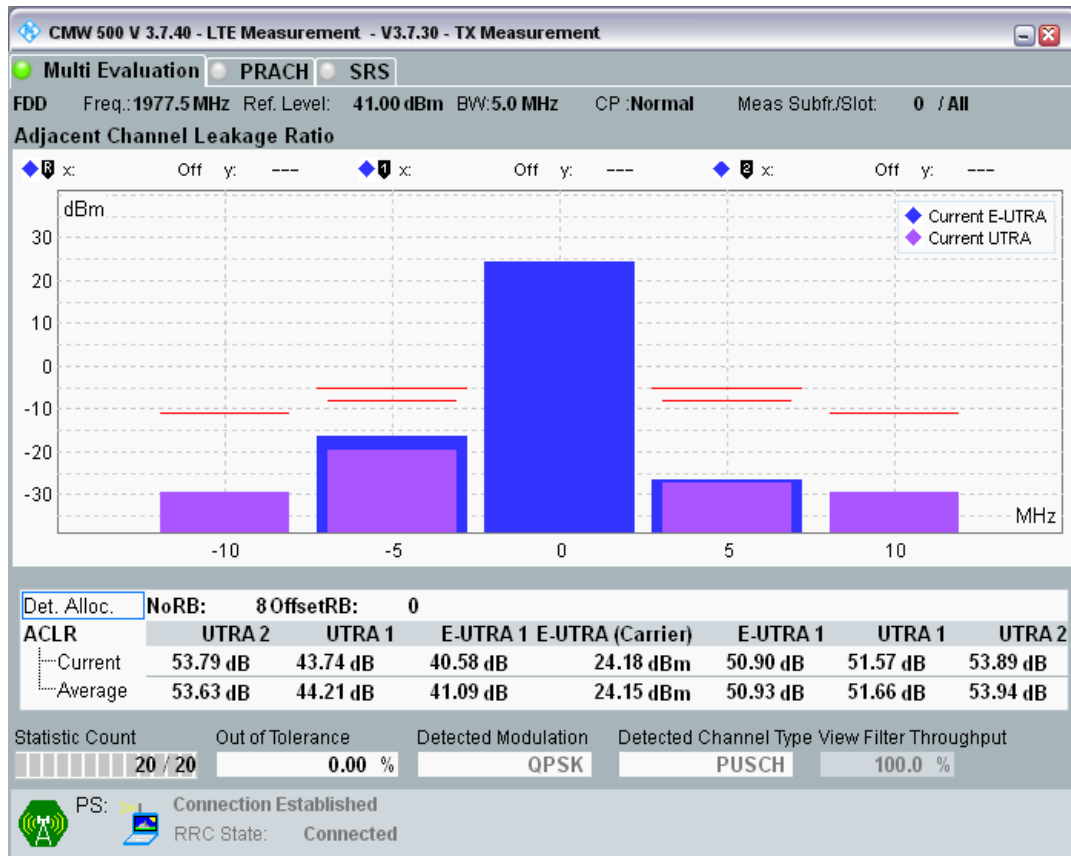 CMW 500 V 3.7.40 - LTE Measurement - V3.7.30 - TX Measurement
Multi Evaluation PRACH SRS
FDD Freq.:1977.5 MHz Ref. Level: 41.00 dBm BW:5.0 MHz CP :Normal Meas Subfr./Slot: 0 / All
Adjacent Channel Leakage Ratio
R x: Off y: --- 1 x: Off y: --- 2 x: Off y: ---
dBm
Current E-UTRA
Current UTRA
30
20
10
0
-10
-20
-30
MHz
-10 -5 0 5 10
Det. Alloc. NoRB: 8 OffsetRB: 0
ACLR UTRA 2 UTRA 1 E-UTRA 1 E-UTRA (Carrier) E-UTRA 1 UTRA 1 UTRA 2
Current 53.79 dB 43.74 dB 40.58 dB 24.18 dBm 50.90 dB 51.57 dB 53.89 dB
Average 53.63 dB 44.21 dB 41.09 dB 24.15 dBm 50.93 dB 51.66 dB 53.94 dB
Statistic Count Out of Tolerance Detected Modulation Detected Channel Type View Filter Throughput
20 / 20 0.00 % QPSK PUSCH 100.0 %
PS: Connection Established
RRC State: Connected